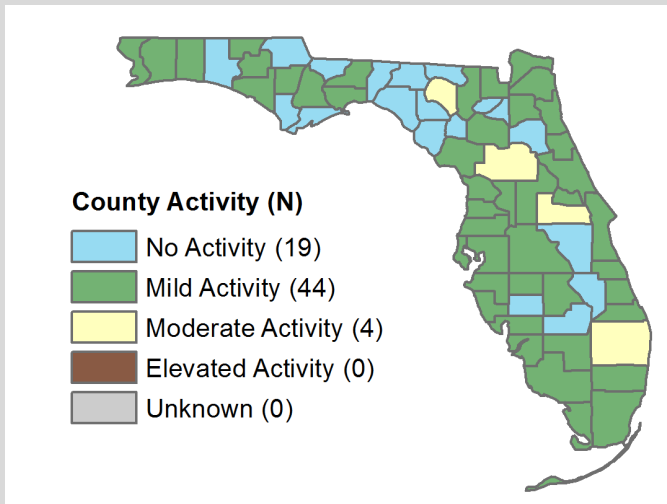 County Activity (N)
No Activity (19)
Mild Activity (44)
Moderate Activity (4)
Elevated Activity (0)
Unknown (0)